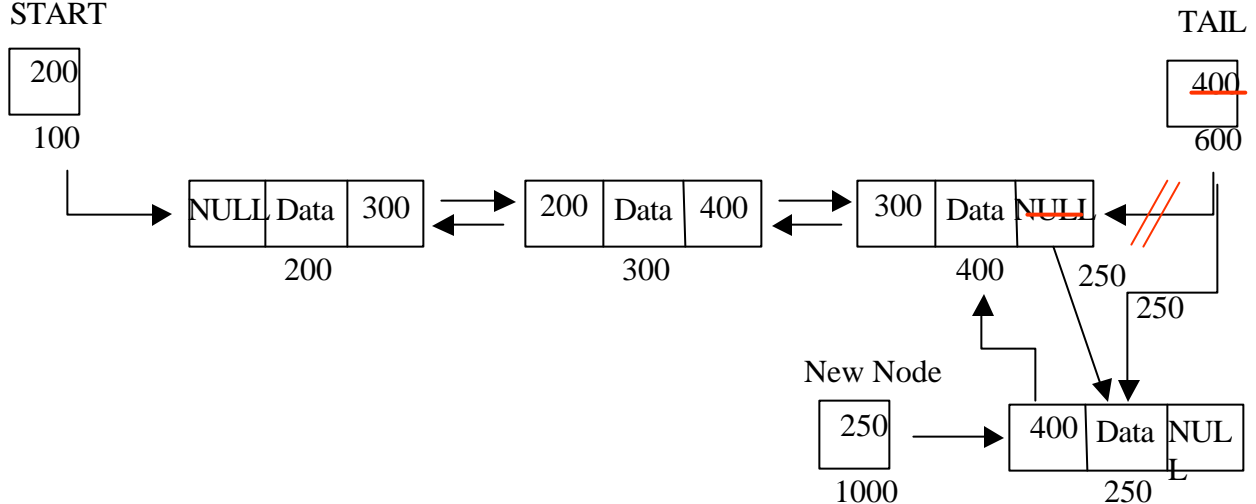 START
TAIL
200
400
100
600
NULL Data 300
200 Data 400
300 Data NULL
200
300
400
250
250
New Node
250
400 Data NUL
L
1000
250